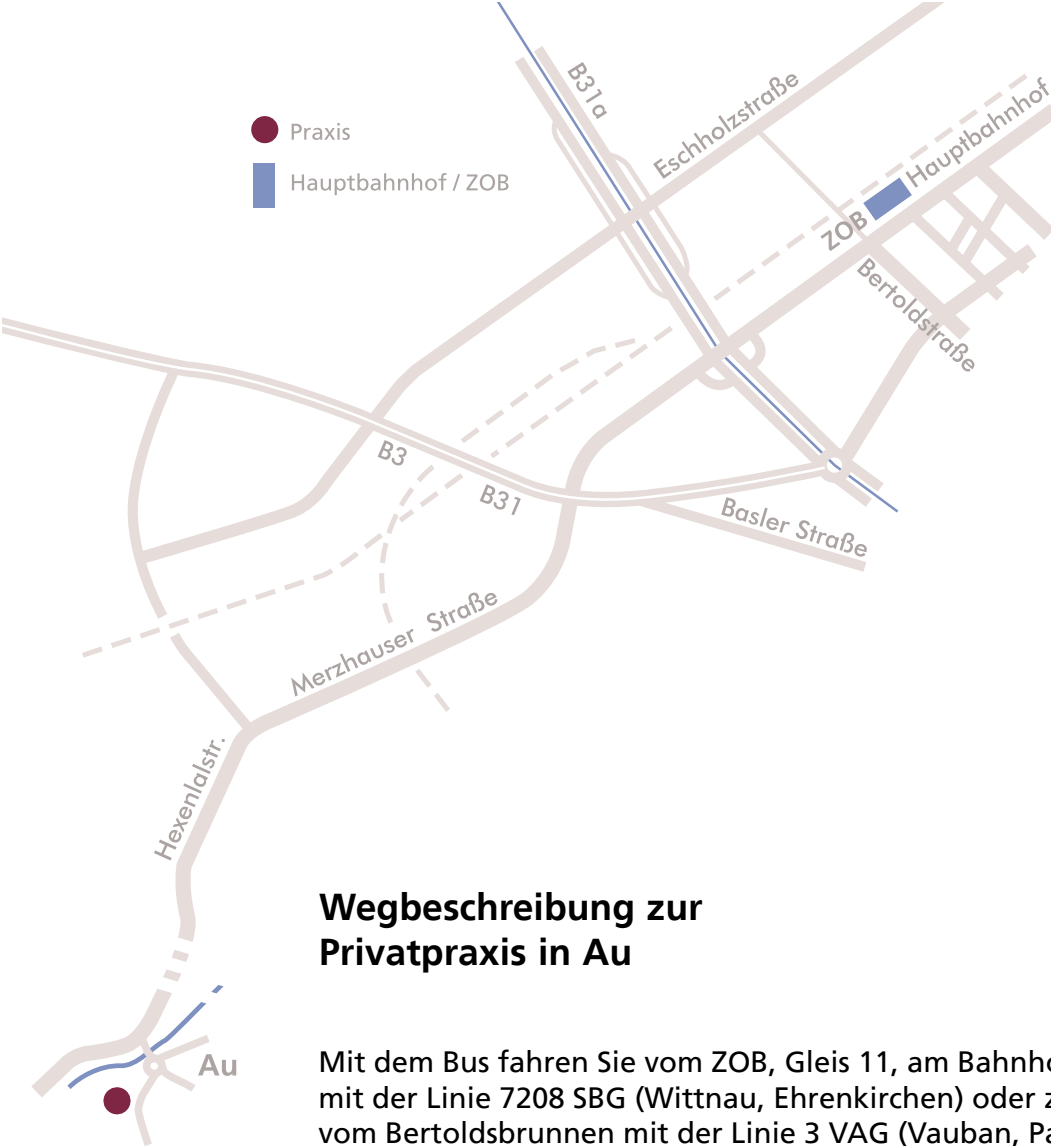 B31a
Eschholzstraße
Hauptbahnhof
Praxis
Hauptbahnhof / ZOB
ZOB
Bertoldstraße
B3
B31
Basler Straße
Merzhauser Straße
Hexenlalstr.
Wegbeschreibung zur
Privatpraxis in Au
Au
Mit dem Bus fahren Sie vom ZOB, Gleis 11, am Bahnho
mit der Linie 7208 SBG (Wittnau, Ehrenkirchen) oder z
vom Bertoldsbrunnen mit der Linie 3 VAG (Vauban, Pa